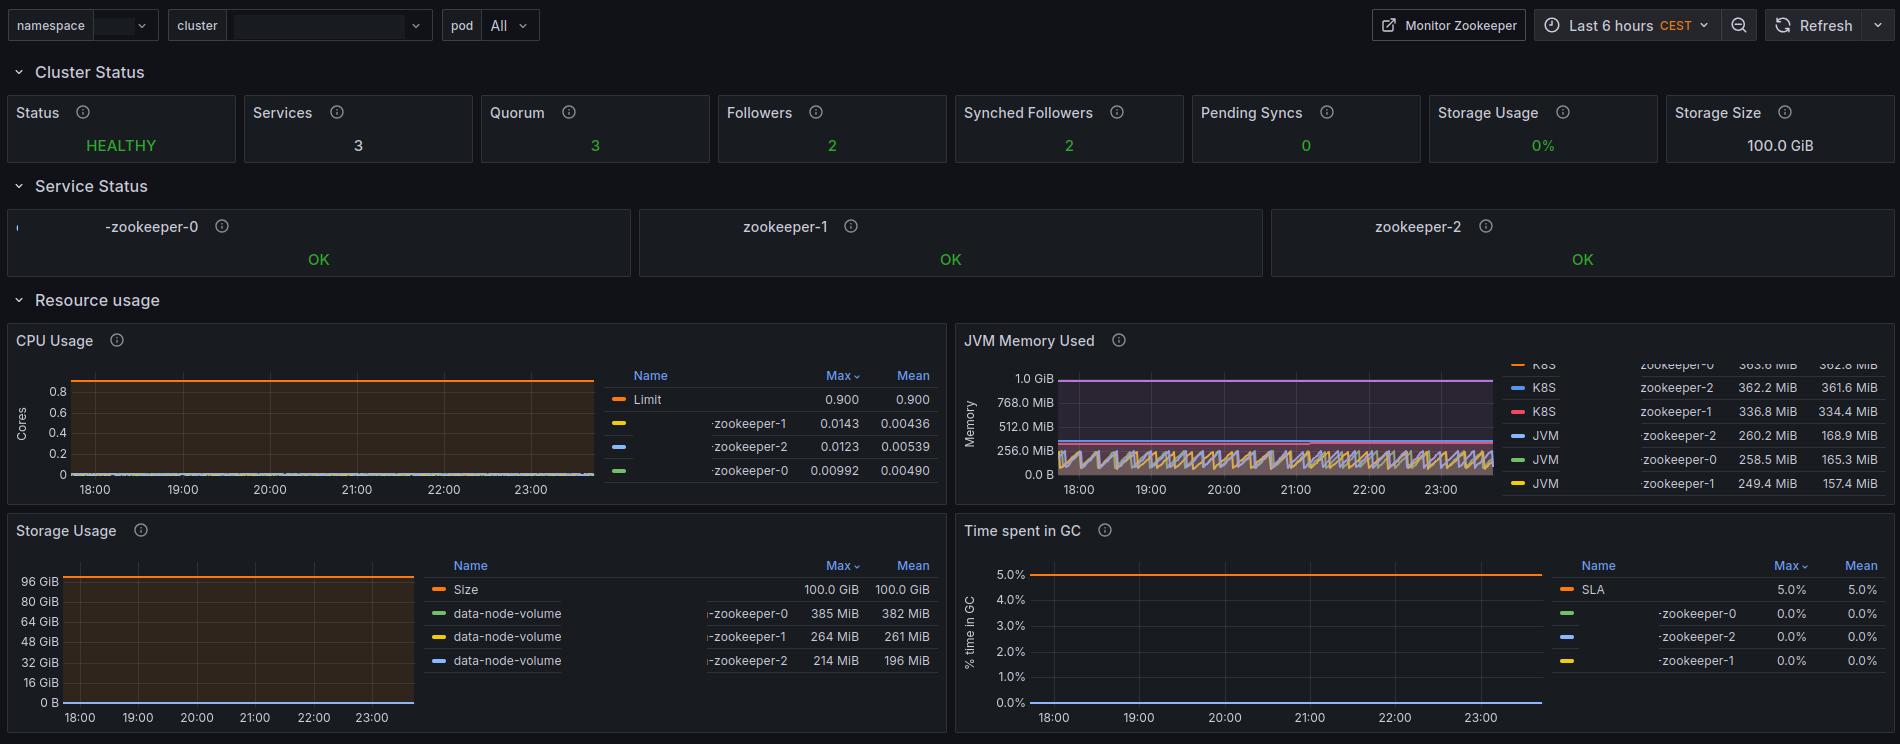 namespace cluster pod All Monitor Zookeeper Last 6 hours CEST Refresh
Cluster Status
Status Services Quorum Followers Synched Followers Pending Syncs Storage Usage Storage Size
HEALTHY 3 3 2 2 0 0% 100.0 GiB
Service Status
-zookeeper-0 zookeeper-1 zookeeper-2
OK OK OK
Resource usage
CPU Usage
Cores
0.8
0.6
0.4
0.2
0
18:00 19:00 20:00 21:00 22:00 23:00
Name Max Mean
Limit 0.900 0.900
-zookeeper-1 0.0143 0.00436
-zookeeper-2 0.0123 0.00539
-zookeeper-0 0.00992 0.00490
JVM Memory Used
Memory
1.0 GiB
768.0 MiB
512.0 MiB
256.0 MiB
0.0 B
18:00 19:00 20:00 21:00 22:00 23:00
K8S zookeeper-0 363.6 MiB 362.8 MiB
K8S zookeeper-2 362.2 MiB 361.6 MiB
K8S zookeeper-1 336.8 MiB 334.4 MiB
JVM -zookeeper-2 260.2 MiB 168.9 MiB
JVM -zookeeper-0 258.5 MiB 165.3 MiB
JVM -zookeeper-1 249.4 MiB 157.4 MiB
Storage Usage
96 GiB
80 GiB
64 GiB
48 GiB
32 GiB
16 GiB
0 B
18:00 19:00 20:00 21:00 22:00 23:00
Name Max Mean
Size 100.0 GiB 100.0 GiB
data-node-volume -zookeeper-0 385 MiB 382 MiB
data-node-volume -zookeeper-1 264 MiB 261 MiB
data-node-volume -zookeeper-2 214 MiB 196 MiB
Time spent in GC
% time in GC
5.0%
4.0%
3.0%
2.0%
1.0%
0.0%
18:00 19:00 20:00 21:00 22:00 23:00
Name Max Mean
SLA 5.0% 5.0%
-zookeeper-0 0.0% 0.0%
-zookeeper-2 0.0% 0.0%
-zookeeper-1 0.0% 0.0%